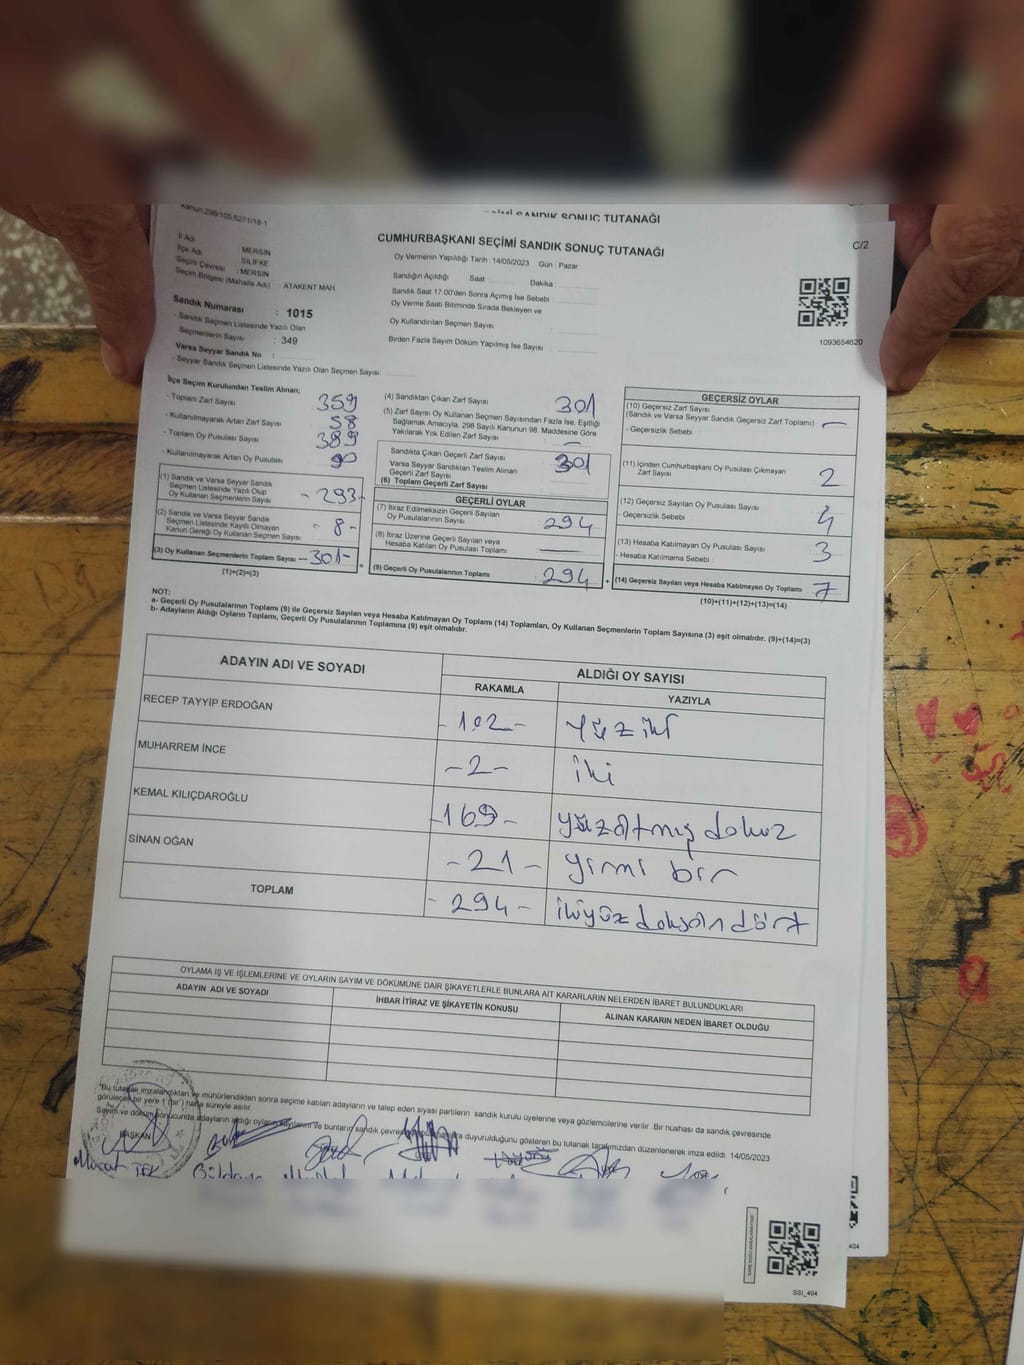 SANDIK SONUÇ TUTANAĞI
Kanun:298/105,6271/18-1
CUMHURBAŞKANI SEÇİMİ SANDIK SONUÇ TUTANAĞI
C/2
İl Adı : MERSİN
İlçe Adı : SİLİFKE
Seçim Çevresi : MERSİN
Seçim Bölgesi (Mahalle Adı) : ATAKENT MAH.
Oy Vermenin Yapıldığı Tarih :14/05/2023 Gün : Pazar
Sandığın Açıldığı Saat : Dakika :
Sandık Saat 17.00'den Sonra Açılmış İse Sebebi :
Oy Verme Saati Bitiminde Sırada Bekleyen ve
Oy Kullandırılan Seçmen Sayısı :
Birden Fazla Sayım Döküm Yapılmış İse Sayısı :
1093654620
Sandık Numarası : 1015
- Sandık Seçmen Listesinde Yazılı Olan
Seçmenlerin Sayısı : 349
Varsa Seyyar Sandık No :
- Seyyar Sandık Seçmen Listesinde Yazılı Olan Seçmen Sayısı
İlçe Seçim Kurulundan Teslim Alınan;
- Toplam Zarf Sayısı 359
- Kullanılmayarak Artan Zarf Sayısı 58
- Toplam Oy Pusulası Sayısı 389
- Kullanılmayarak Artan Oy Pusulası 90
(1) Sandık ve Varsa Seyyar Sandık
Seçmen Listesinde Yazılı Olup
Oy Kullanan Seçmenlerin Sayısı - 293 -
(2) Sandık ve Varsa Seyyar Sandık
Seçmen Listesinde Kayıtlı Olmayan
Kanun Gereği Oy Kullanan Seçmen Sayısı - 8 -
(3) Oy Kullanan Seçmenlerin Toplam Sayısı - 301 -
(1)+(2)=(3)
(4) Sandıktan Çıkan Zarf Sayısı 301
(5) Zarf Sayısı Oy Kullanan Seçmen Sayısından Fazla İse, Eşitliği
Sağlamak Amacıyla, 298 Sayılı Kanunun 98. Maddesine Göre
Yakılarak Yok Edilen Zarf Sayısı —
Sandıkta Çıkan Geçerli Zarf Sayısı 301
Varsa Seyyar Sandıktan Teslim Alınan
Geçerli Zarf Sayısı
(6) Toplam Geçerli Zarf Sayısı
GEÇERLİ OYLAR
(7) İtiraz Edilmeksizin Geçerli Sayılan
Oy Pusulalarının Sayısı 294
(8) İtiraz Üzerine Geçerli Sayılan veya
Hesaba Katılan Oy Pusulası Toplamı —
(9) Geçerli Oy Pusulalarının Toplamı 294
GEÇERSİZ OYLAR
(10) Geçersiz Zarf Sayısı
(Sandık ve Varsa Seyyar Sandık Geçersiz Zarf Toplamı) —
- Geçersizlik Sebebi
(11) İçinden Cumhurbaşkanı Oy Pusulası Çıkmayan
Zarf Sayısı 2
(12) Geçersiz Sayılan Oy Pusulası Sayısı 4
- Geçersizlik Sebebi
(13) Hesaba Katılmayan Oy Pusulası Sayısı 3
- Hesaba Katılmama Sebebi
(14) Geçersiz Sayılan veya Hesaba Katılmayan Oy Toplamı 7
(10)+(11)+(12)+(13)=(14)
NOT:
a- Geçerli Oy Pusulalarının Toplamı (9) ile Geçersiz Sayılan veya Hesaba Katılmayan Oy Toplamı (14) Toplamları, Oy Kullanan Seçmenlerin Toplam Sayısına (3) eşit olmalıdır. (9)+(14)=(3)
b- Adayların Aldığı Oyların Toplamı, Geçerli Oy Pusulalarının Toplamına (9) eşit olmalıdır.
ADAYIN ADI VE SOYADI ALDIĞI OY SAYISI
RAKAMLA YAZIYLA
RECEP TAYYİP ERDOĞAN - 102 - Yüz iki
MUHARREM İNCE - 2 - iki
KEMAL KILIÇDAROĞLU - 169 - yüzaltmış dokuz
SİNAN OĞAN - 21 - yirmi bir
TOPLAM - 294 - ikiyüz doksan dört
OYLAMA İŞ VE İŞLEMLERİNE VE OYLARIN SAYIM VE DÖKÜMÜNE DAİR ŞİKAYETLERLE BUNLARA AİT KARARLARIN NELERDEN İBARET BULUNDUKLARI
ADAYIN ADI VE SOYADI İHBAR İTİRAZ VE ŞİKAYETİN KONUSU ALINAN KARARIN NEDEN İBARET OLDUĞU
*Bu tutanak imzalandıktan ve mühürlendikten sonra seçime katılan adayların ve talep eden siyasi partilerin sandık kurulu üyelerine veya gözlemcilerine verilir. Bir nüshası da sandık çevresinde
görülecek bir yere 1 (bir) hafta süreyle asılır.
Sayım ve döküm sonucunda adayların aldığı oyların sayılarını ve bunların sandık çevresine duyurulduğunu gösteren bu tutanak tarafımızdan düzenlenerek imza edildi. 14/05/2023
BAŞKAN
Murat TEK
SSİ_404
404